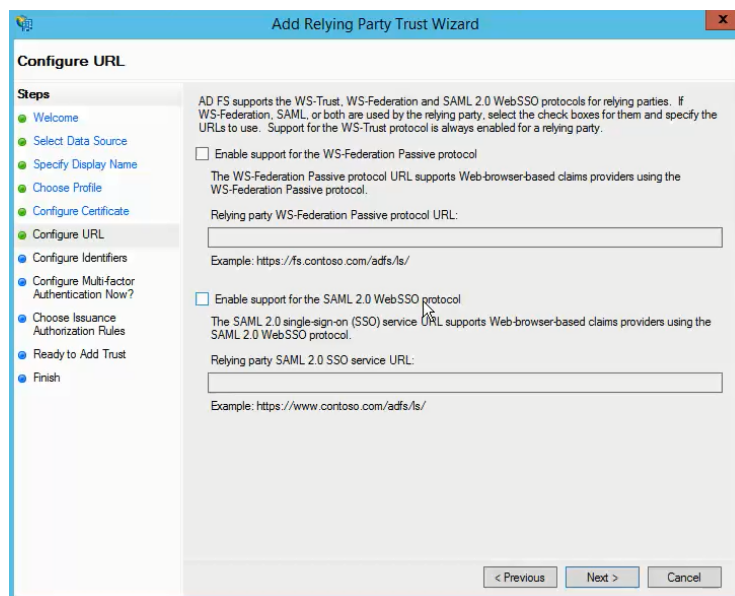 Add Relying Party Trust Wizard
x
Configure URL
Steps
Welcome
Select Data Source
Specify Display Name
Choose Profile
Configure Certificate
Configure URL
Configure Identifiers
Configure Multi-factor
Authentication Now?
Choose Issuance
Authorization Rules
Ready to Add Trust
Finish
AD FS supports the WS-Trust, WS-Federation and SAML 2.0 WebSSO protocols for relying parties. If
WS-Federation, SAML, or both are used by the relying party, select the check boxes for them and specify the
URLs to use. Support for the WS-Trust protocol is always enabled for a relying party.
Enable support for the WS-Federation Passive protocol
The WS-Federation Passive protocol URL supports Web-browser-based claims providers using the
WS-Federation Passive protocol.
Relying party WS-Federation Passive protocol URL:
Example: https://fs.contoso.com/adfs/ls/
Enable support for the SAML 2.0 WebSSO protocol
The SAML 2.0 single-sign-on (SSO) service URL supports Web-browser-based claims providers using the
SAML 2.0 WebSSO protocol.
Relying party SAML 2.0 SSO service URL:
Example: https://www.contoso.com/adfs/ls/
< Previous
Next >
Cancel